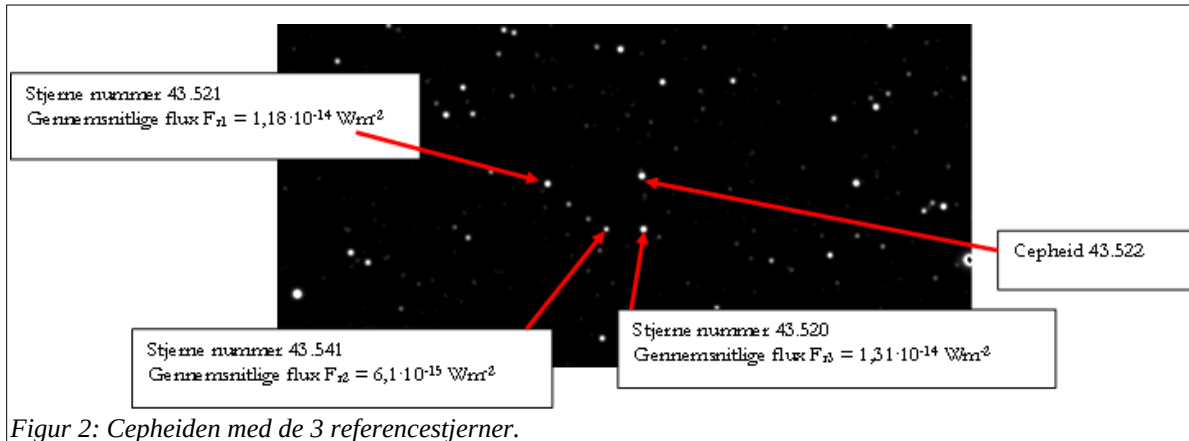 Stjerne nummer 43.521
Gennemsnitlige flux Fr1 = 1,18·10-14 Wm-2
Cepheid 43.522
Stjerne nummer 43.541
Gennemsnitlige flux Fr2 = 6,1·10-15 Wm-2
Stjerne nummer 43.520
Gennemsnitlige flux Fr3 = 1,31·10-14 Wm-2
Figur 2: Cepheiden med de 3 referencestjerner.